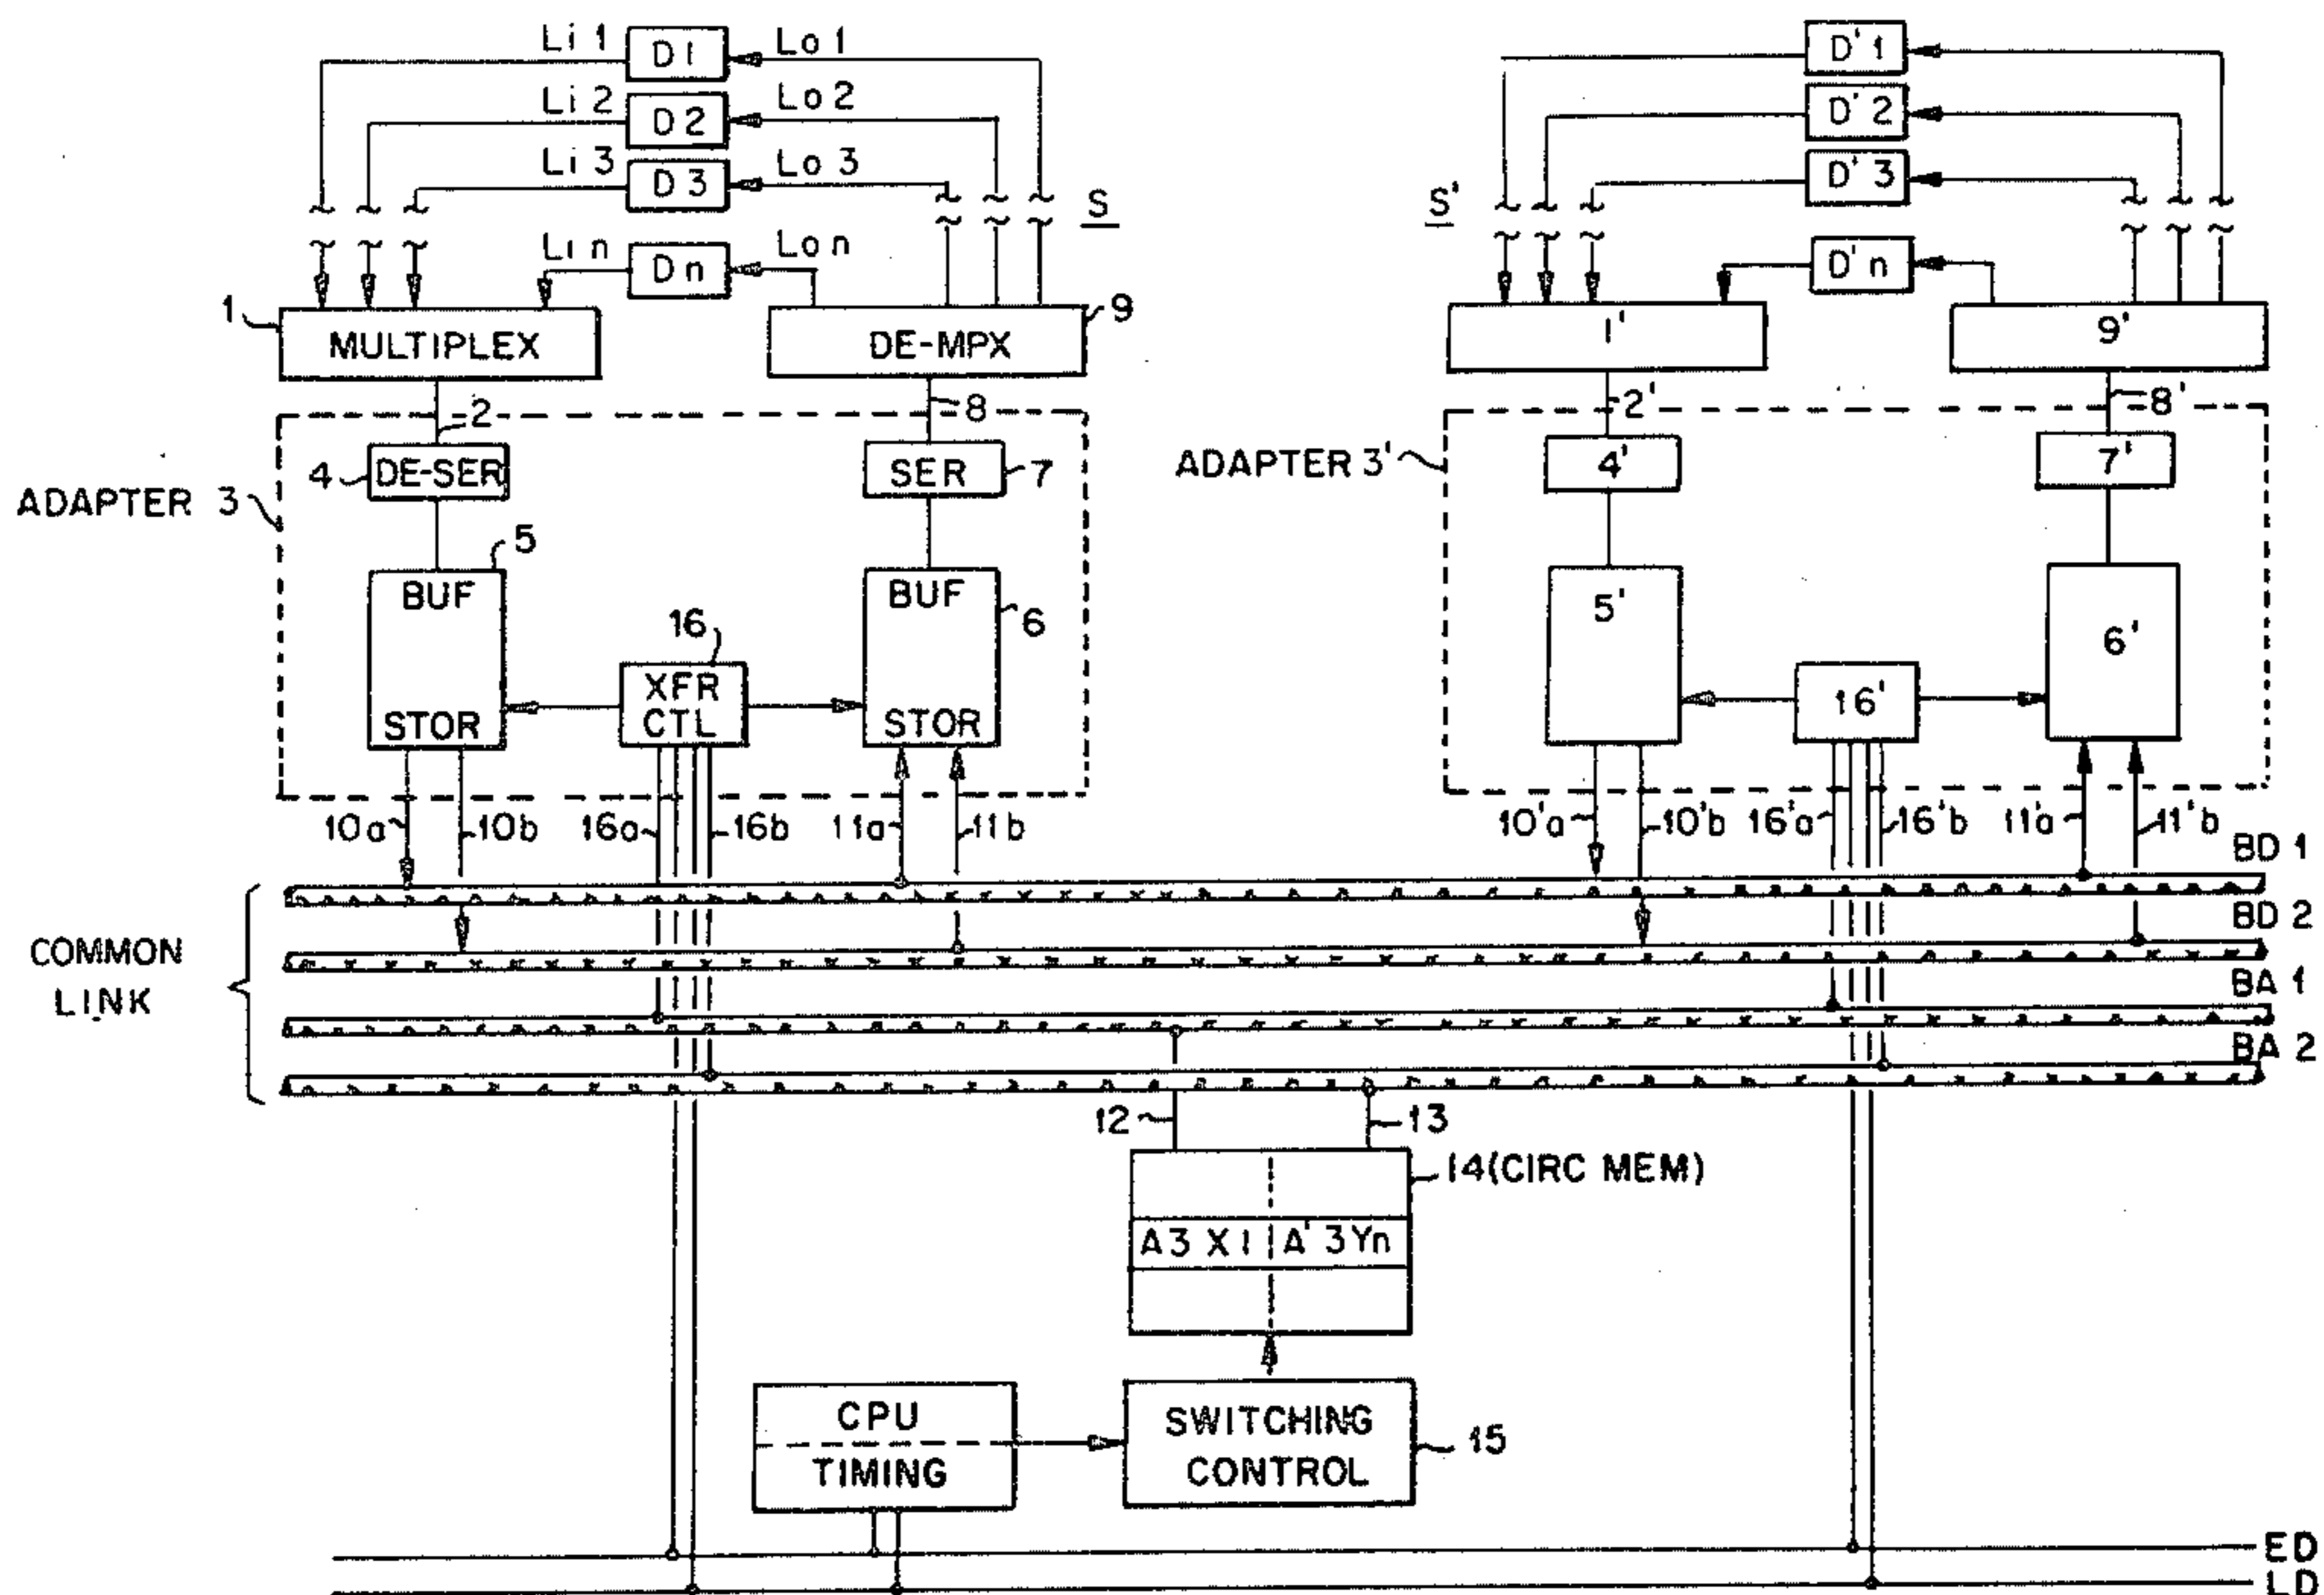 Li 1 D1 Lo 1 D'1
Li 2 D2 Lo 2 D'2
Li 3 D3 Lo 3 D'3
S S'
Li n Dn Lo n D'n
1 MULTIPLEX DE-MPX 9 1' 9'
2 8 2' 8'
ADAPTER 3 4 DE-SER SER 7 ADAPTER 3' 4' 7'
5 BUF STOR
16 XFR CTL
BUF STOR 6
5' 16' 6'
10a 10b 16a 16b 11a 11b 10'a 10'b 16'a 16'b 11'a 11'b
BD 1
BD 2
COMMON
LINK
BA 1
BA 2
12 13
14(CIRC MEM)
A3 X1 A'3Yn
CPU
TIMING
SWITCHING
CONTROL
15
ED